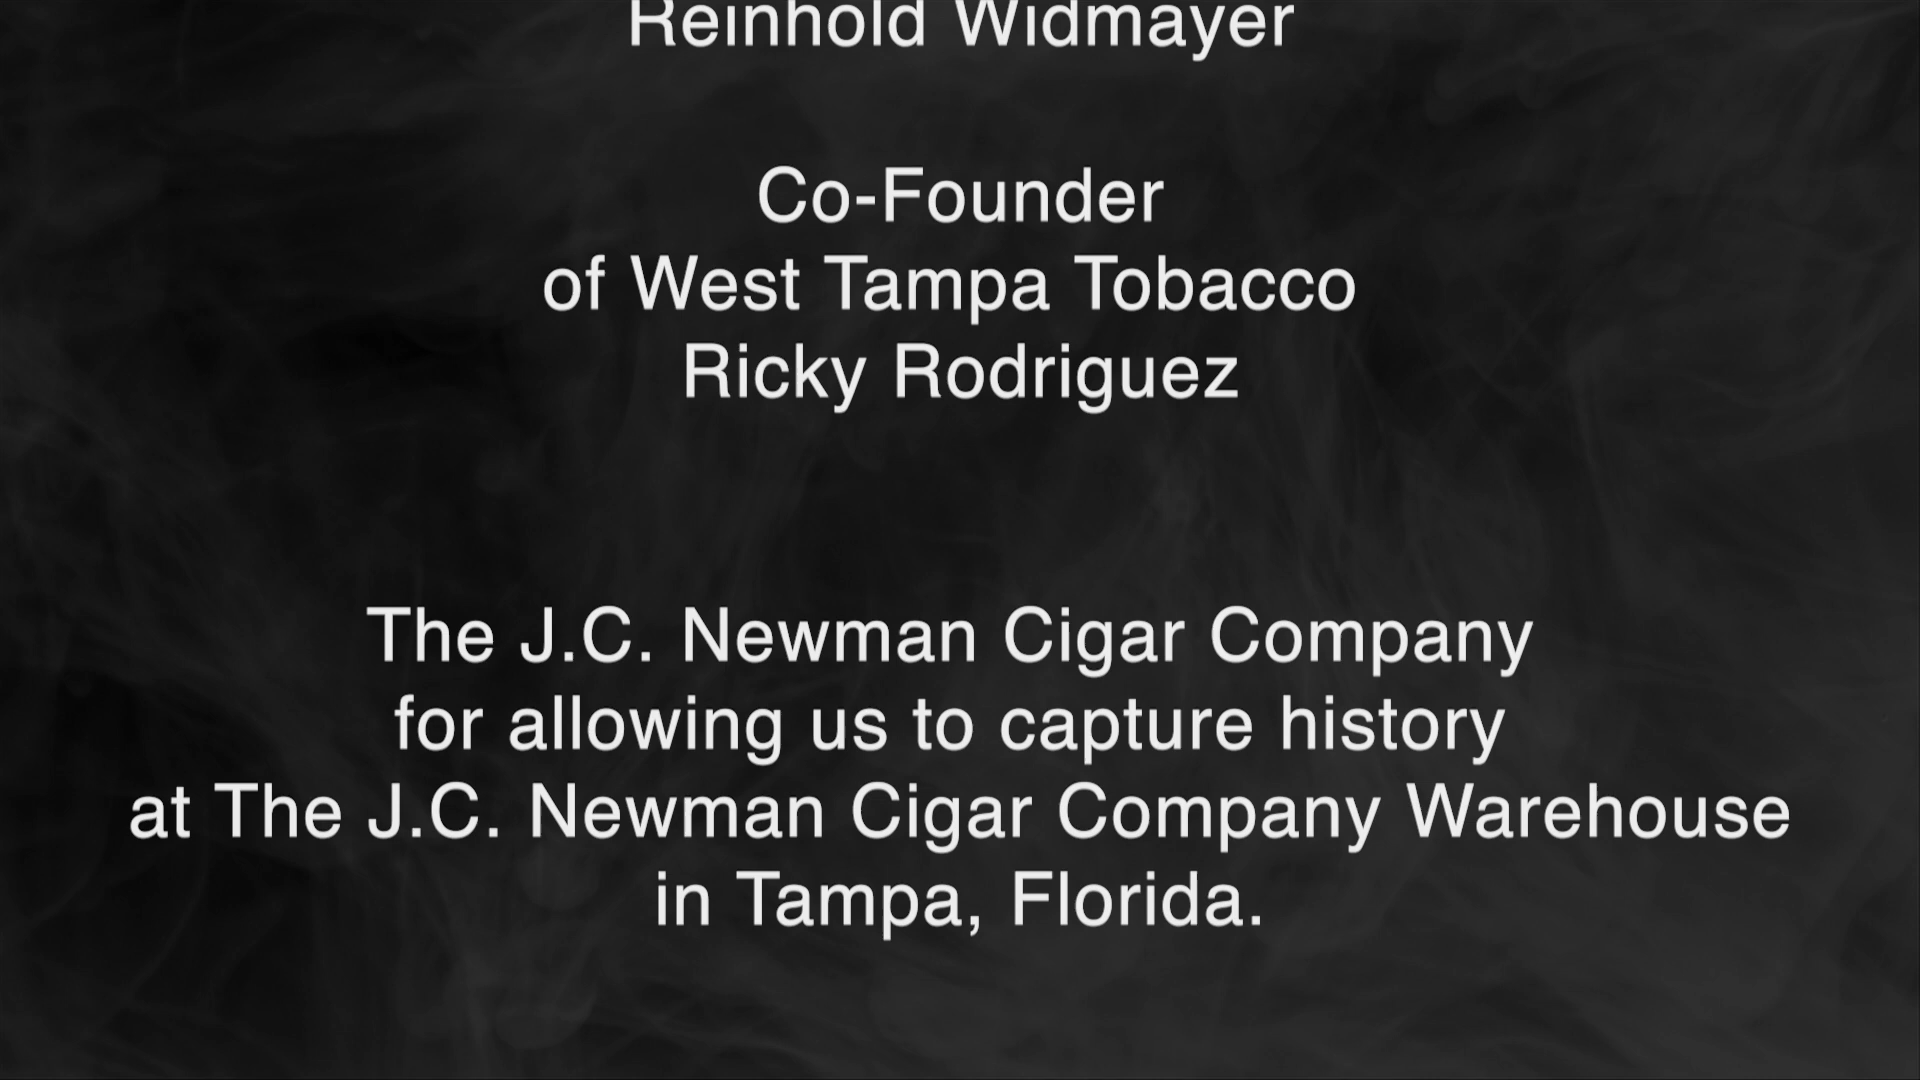 Reinhold Widmayer
Co-Founder
of West Tampa Tobacco
Ricky Rodriguez
The J.C. Newman Cigar Company
for allowing us to capture history
at The J.C. Newman Cigar Company Warehouse
in Tampa, Florida.